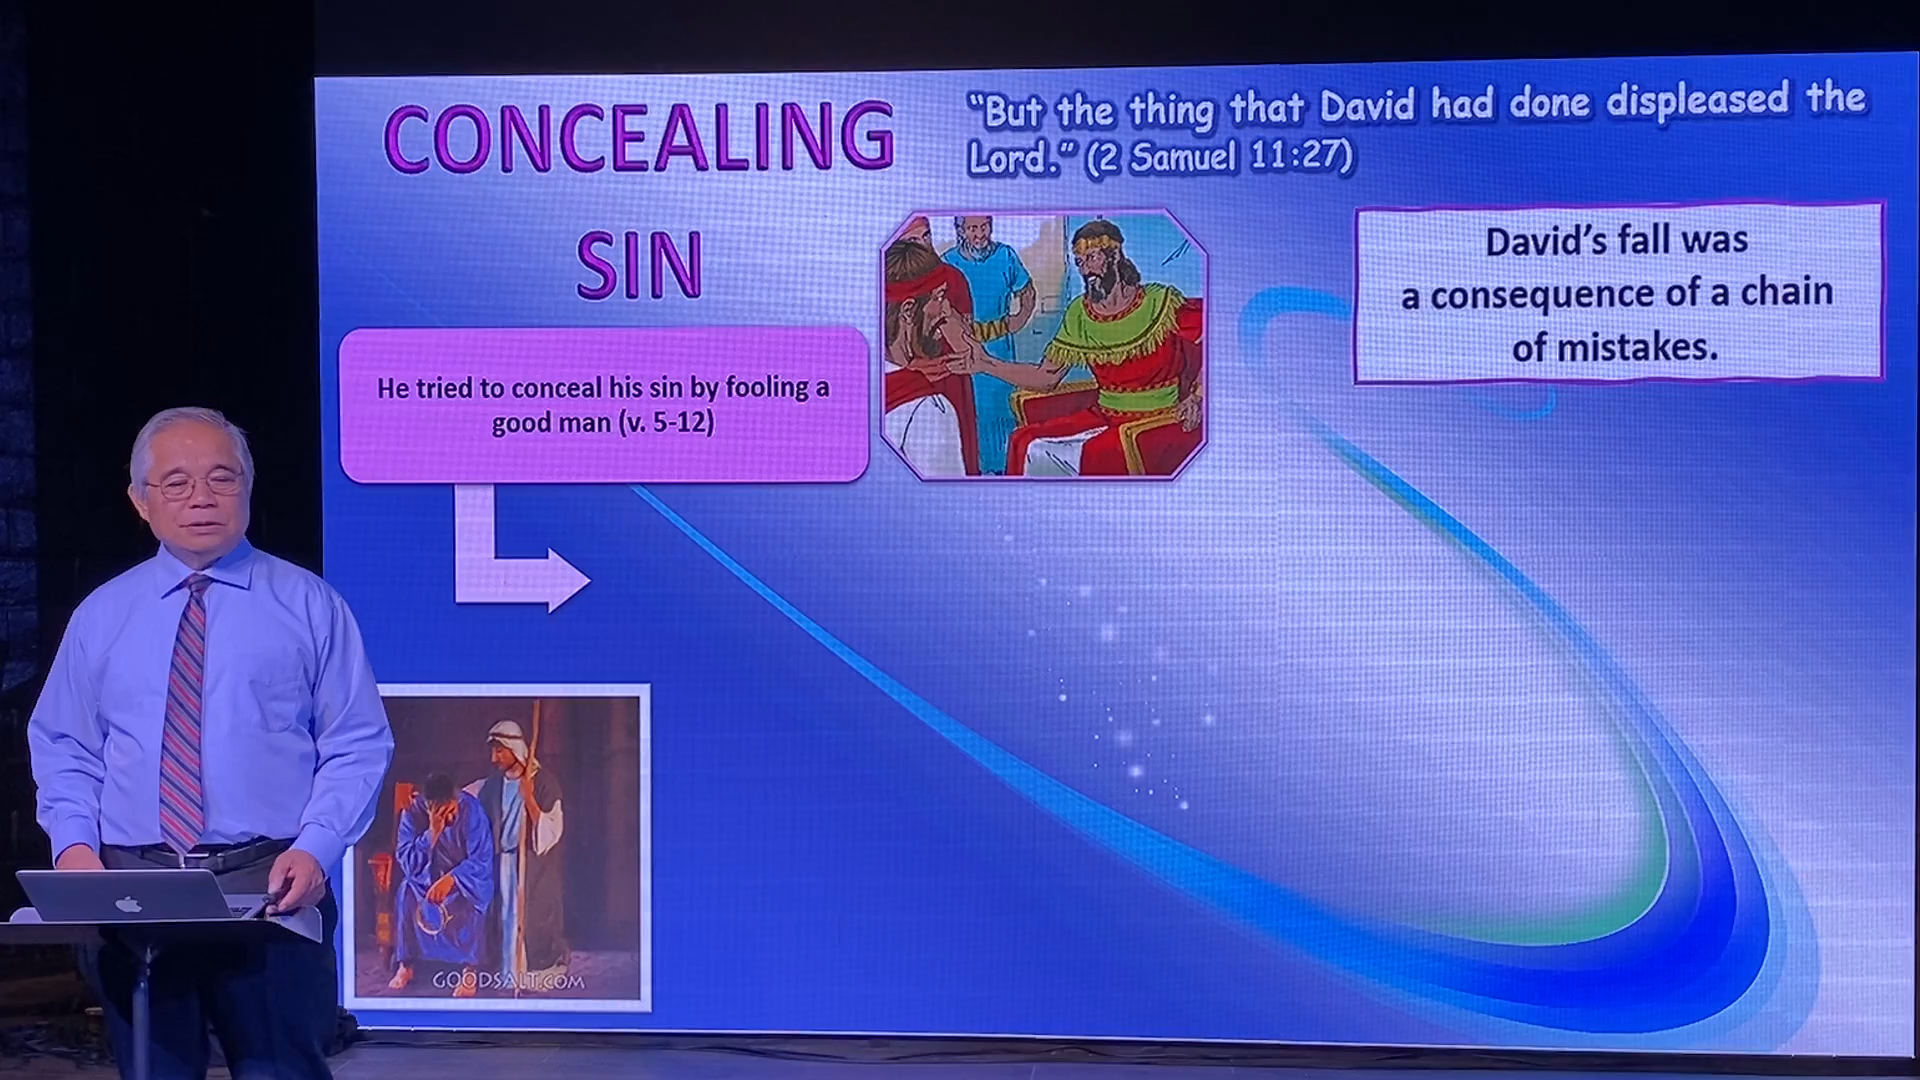 CONCEALING
SIN
“But the thing that David had done displeased the
Lord.” (2 Samuel 11:27)
David’s fall was
a consequence of a chain
of mistakes.
He tried to conceal his sin by fooling a
good man (v. 5-12)
GOODSALT.COM